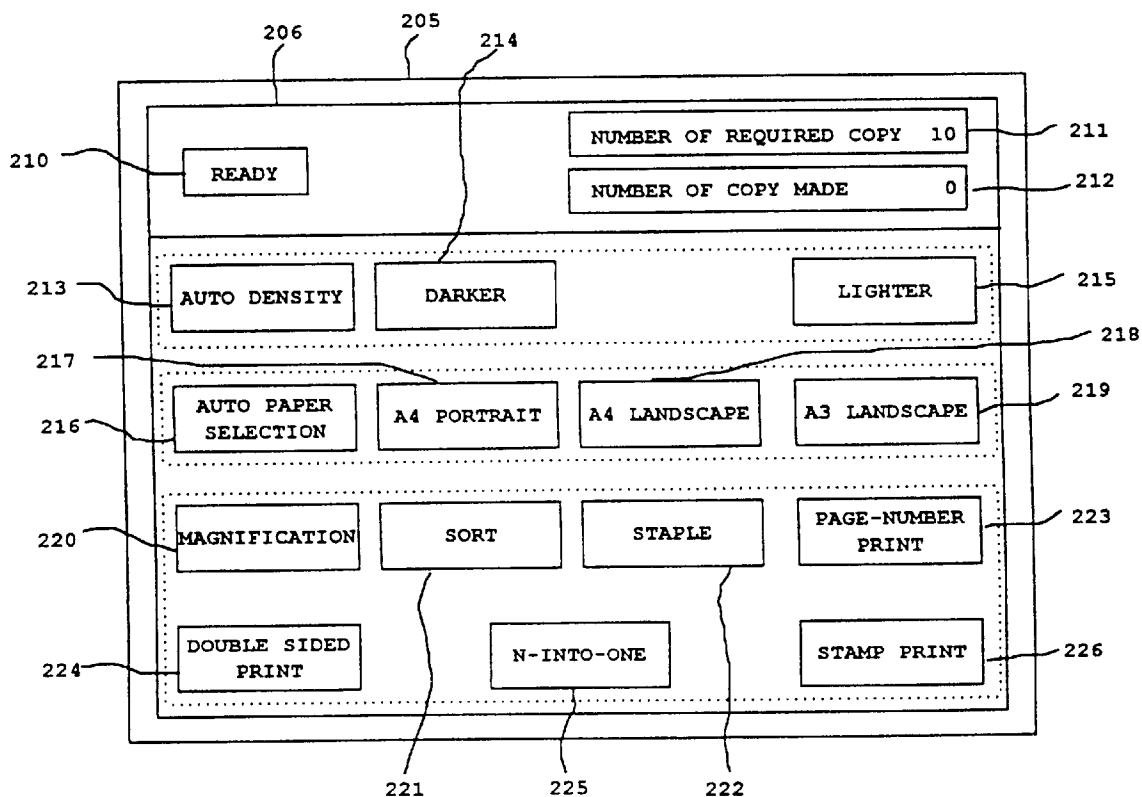 205
206
214
NUMBER OF REQUIRED COPY 10
211
210
READY
NUMBER OF COPY MADE 0
212
213
AUTO DENSITY
DARKER
LIGHTER
215
217
218
216
AUTO PAPER
SELECTION
A4 PORTRAIT
A4 LANDSCAPE
A3 LANDSCAPE
219
220
MAGNIFICATION
SORT
STAPLE
PAGE-NUMBER
PRINT
223
224
DOUBLE SIDED
PRINT
N-INTO-ONE
STAMP PRINT
226
221
225
222